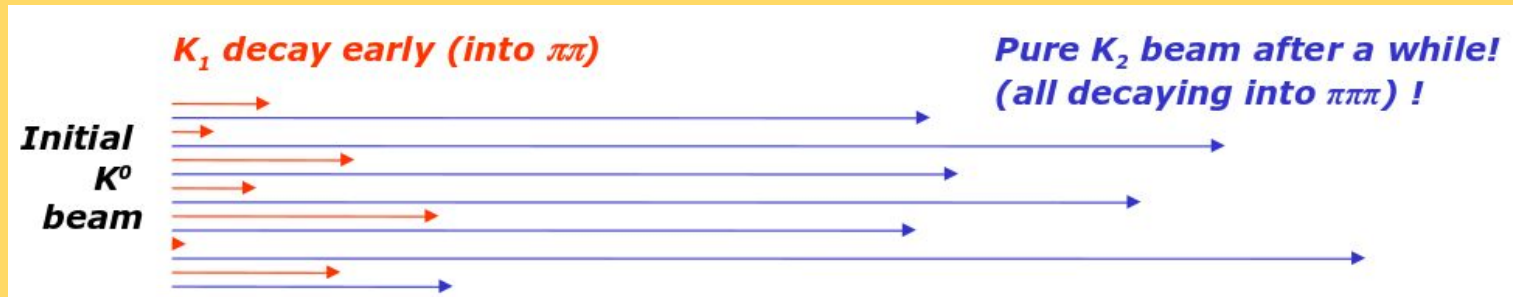 K₁ decay early (into ππ)
Pure K₂ beam after a while!
(all decaying into πππ) !
Initial
K⁰
beam